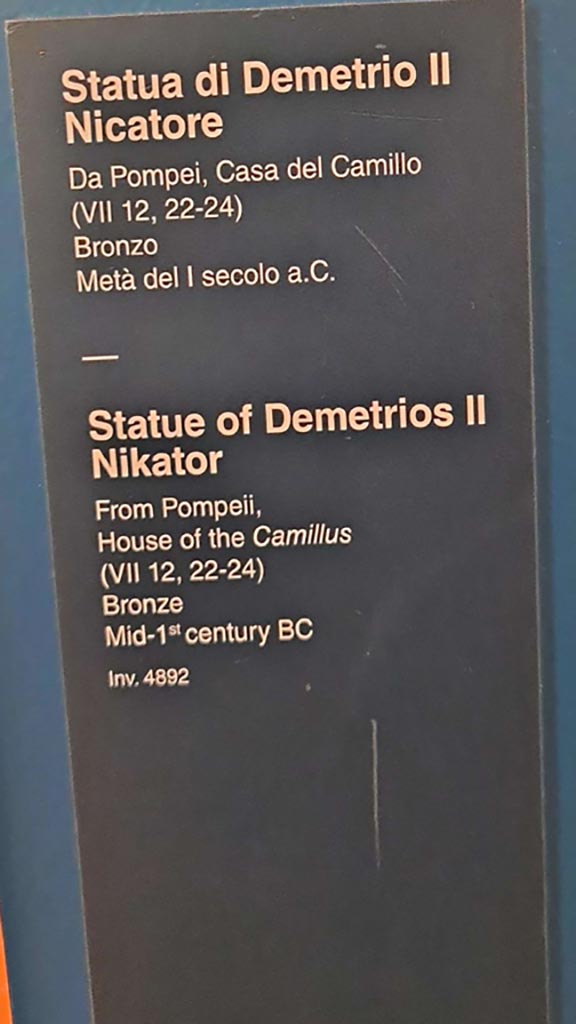 Statua di Demetrio II
Nicatore
Da Pompei, Casa del Camillo
(VII 12, 22-24)
Bronzo
Metà del I secolo a.C.
—
Statue of Demetrios II
Nikator
From Pompeii,
House of the Camillus
(VII 12, 22-24)
Bronze
Mid-1st century BC
Inv. 4892